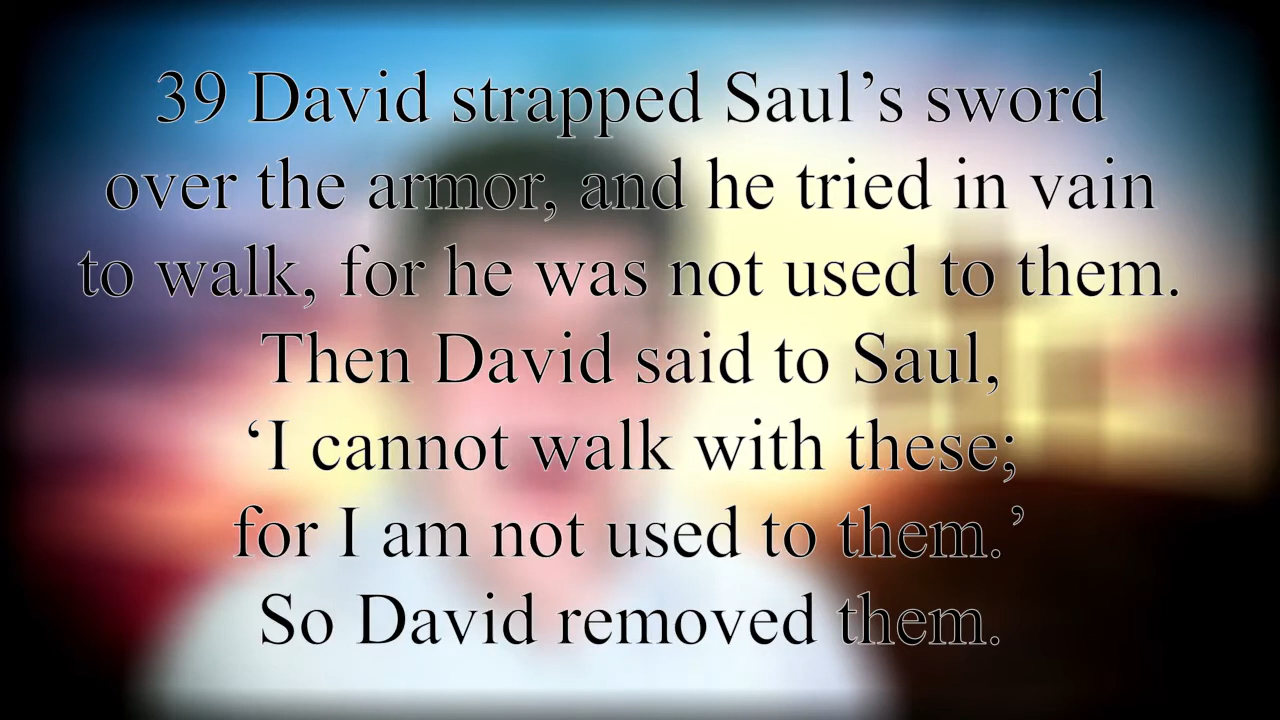 39 David strapped Saul’s sword
over the armor, and he tried in vain
to walk, for he was not used to them.
Then David said to Saul,
‘I cannot walk with these;
for I am not used to them.’
So David removed them.